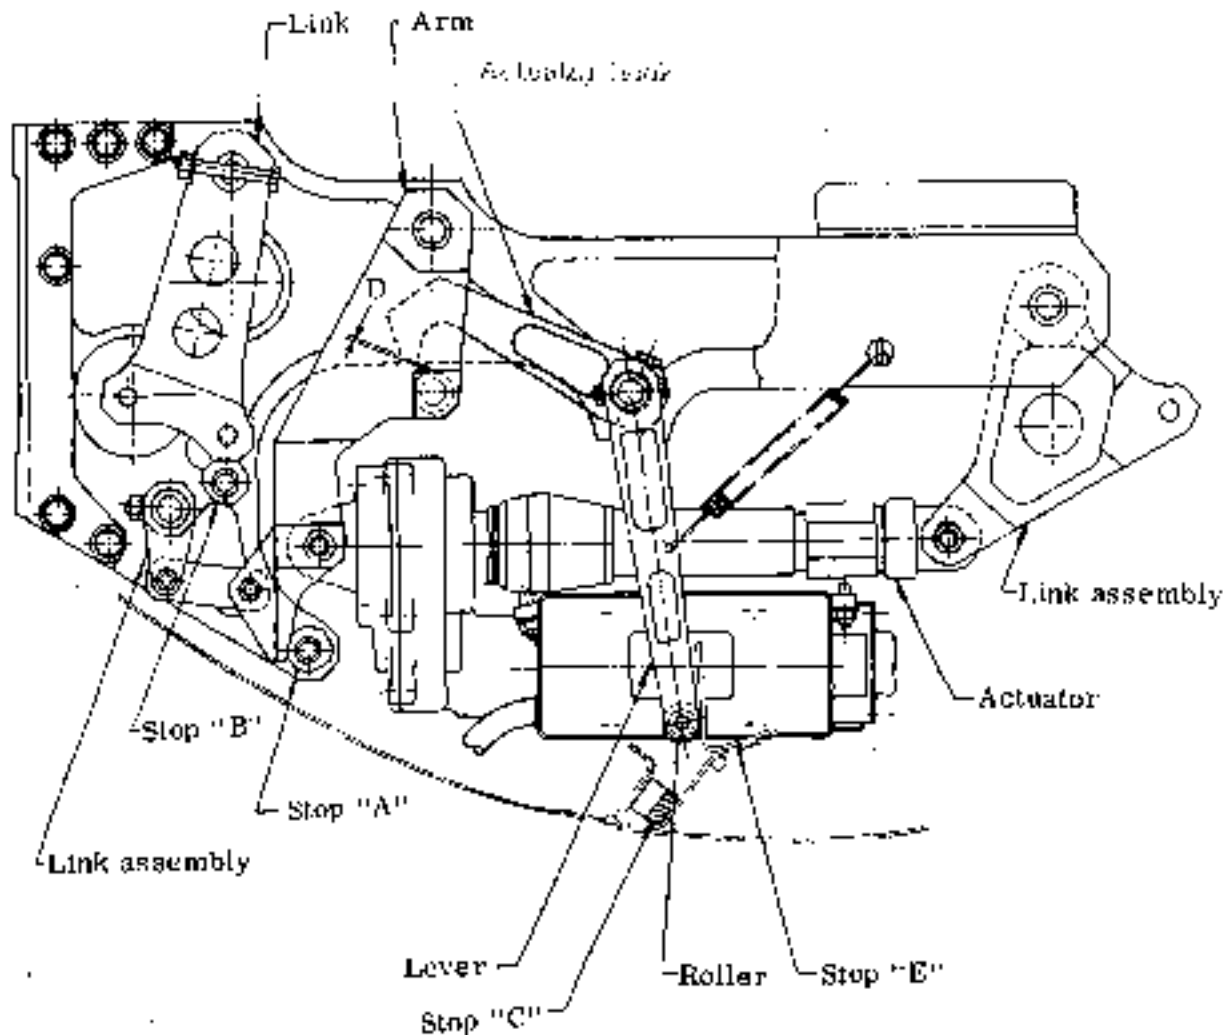 Link
Arm
D
Link assembly
Actuator
Stop "B"
Stop "A"
Link assembly
Lever
Roller
Stop "E"
Stop "C"